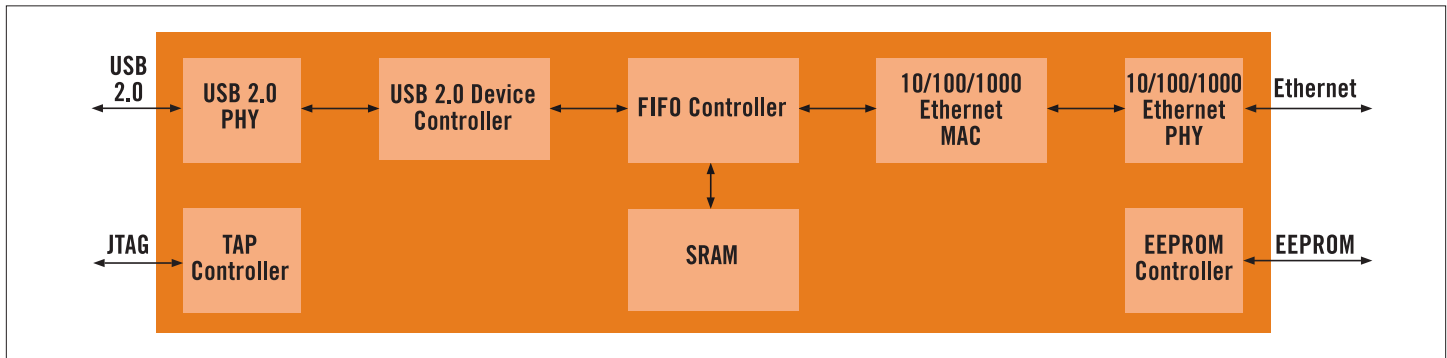 USB
2.0
USB 2.0
PHY
USB 2.0 Device
Controller
FIFO Controller
10/100/1000
Ethernet
MAC
10/100/1000
Ethernet
PHY
Ethernet
JTAG
TAP
Controller
SRAM
EEPROM
Controller
EEPROM